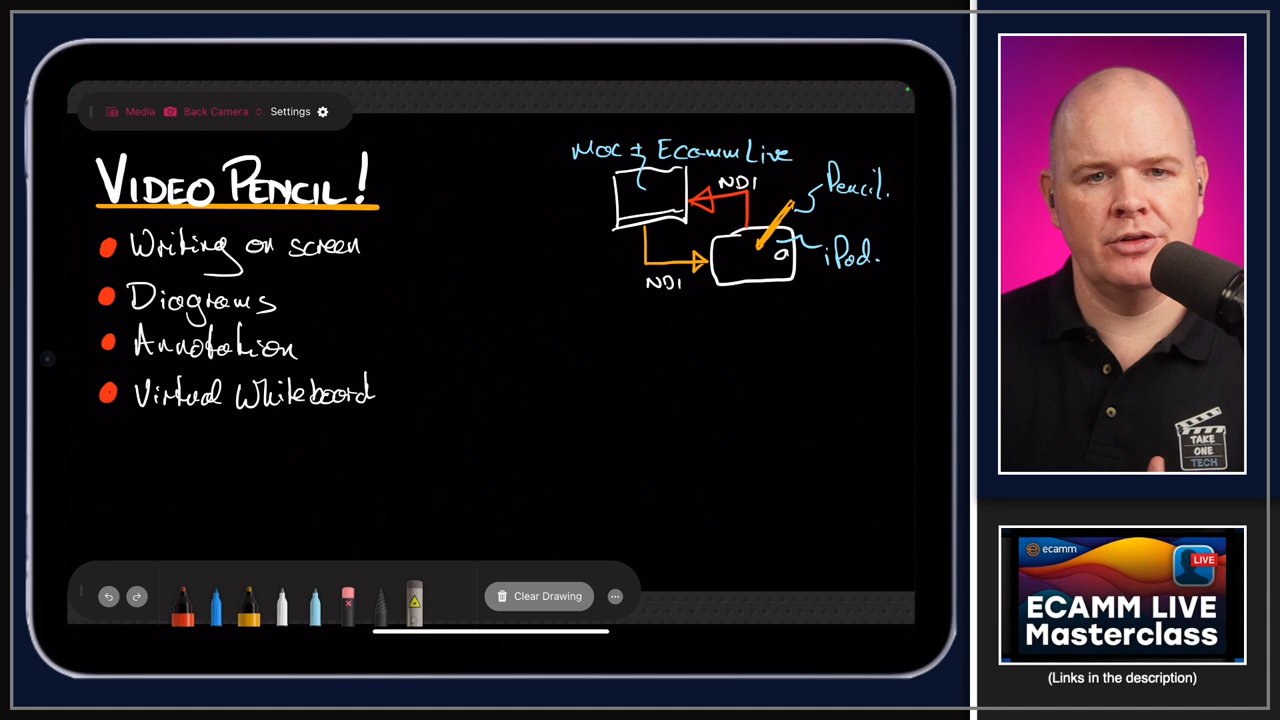 Media Back Camera Settings
VIDEO PENCIL!
Writing on screen
Diagrams
Annotation
Virtual Whiteboard
Mac + Ecamm Live
NDI
Pencil.
iPad.
NDI
Clear Drawing
TAKE ONE
TECH
ecamm
LIVE
ECAMM LIVE
Masterclass
(Links in the description)